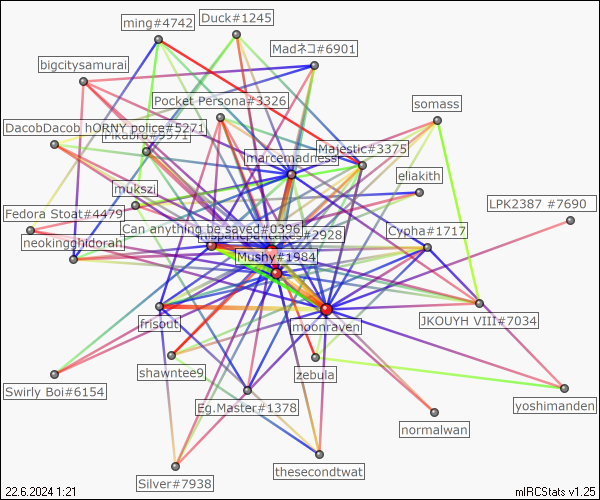 Duck#1245
ming#4742
Madネコ#6901
bigcitysamurai
Pocket Persona#3326
somass
DacobDacob hORNY police#5271
Majestic#3375
marcemadness
eliakith
mukszi
LPK2387 #7690
Fedora Stoat#4479
Can anything be saved#0396
Cypha#1717
neokingghidorah
#2928
Mushy#1984
frisout
moonraven
JKOUYH VIII#7034
shawntee9
zebula
Swirly Boi#6154
yoshimanden
Eg.Master#1378
normalwan
thesecondtwat
Silver#7938
22.6.2024 1:21
mIRCStats v1.25